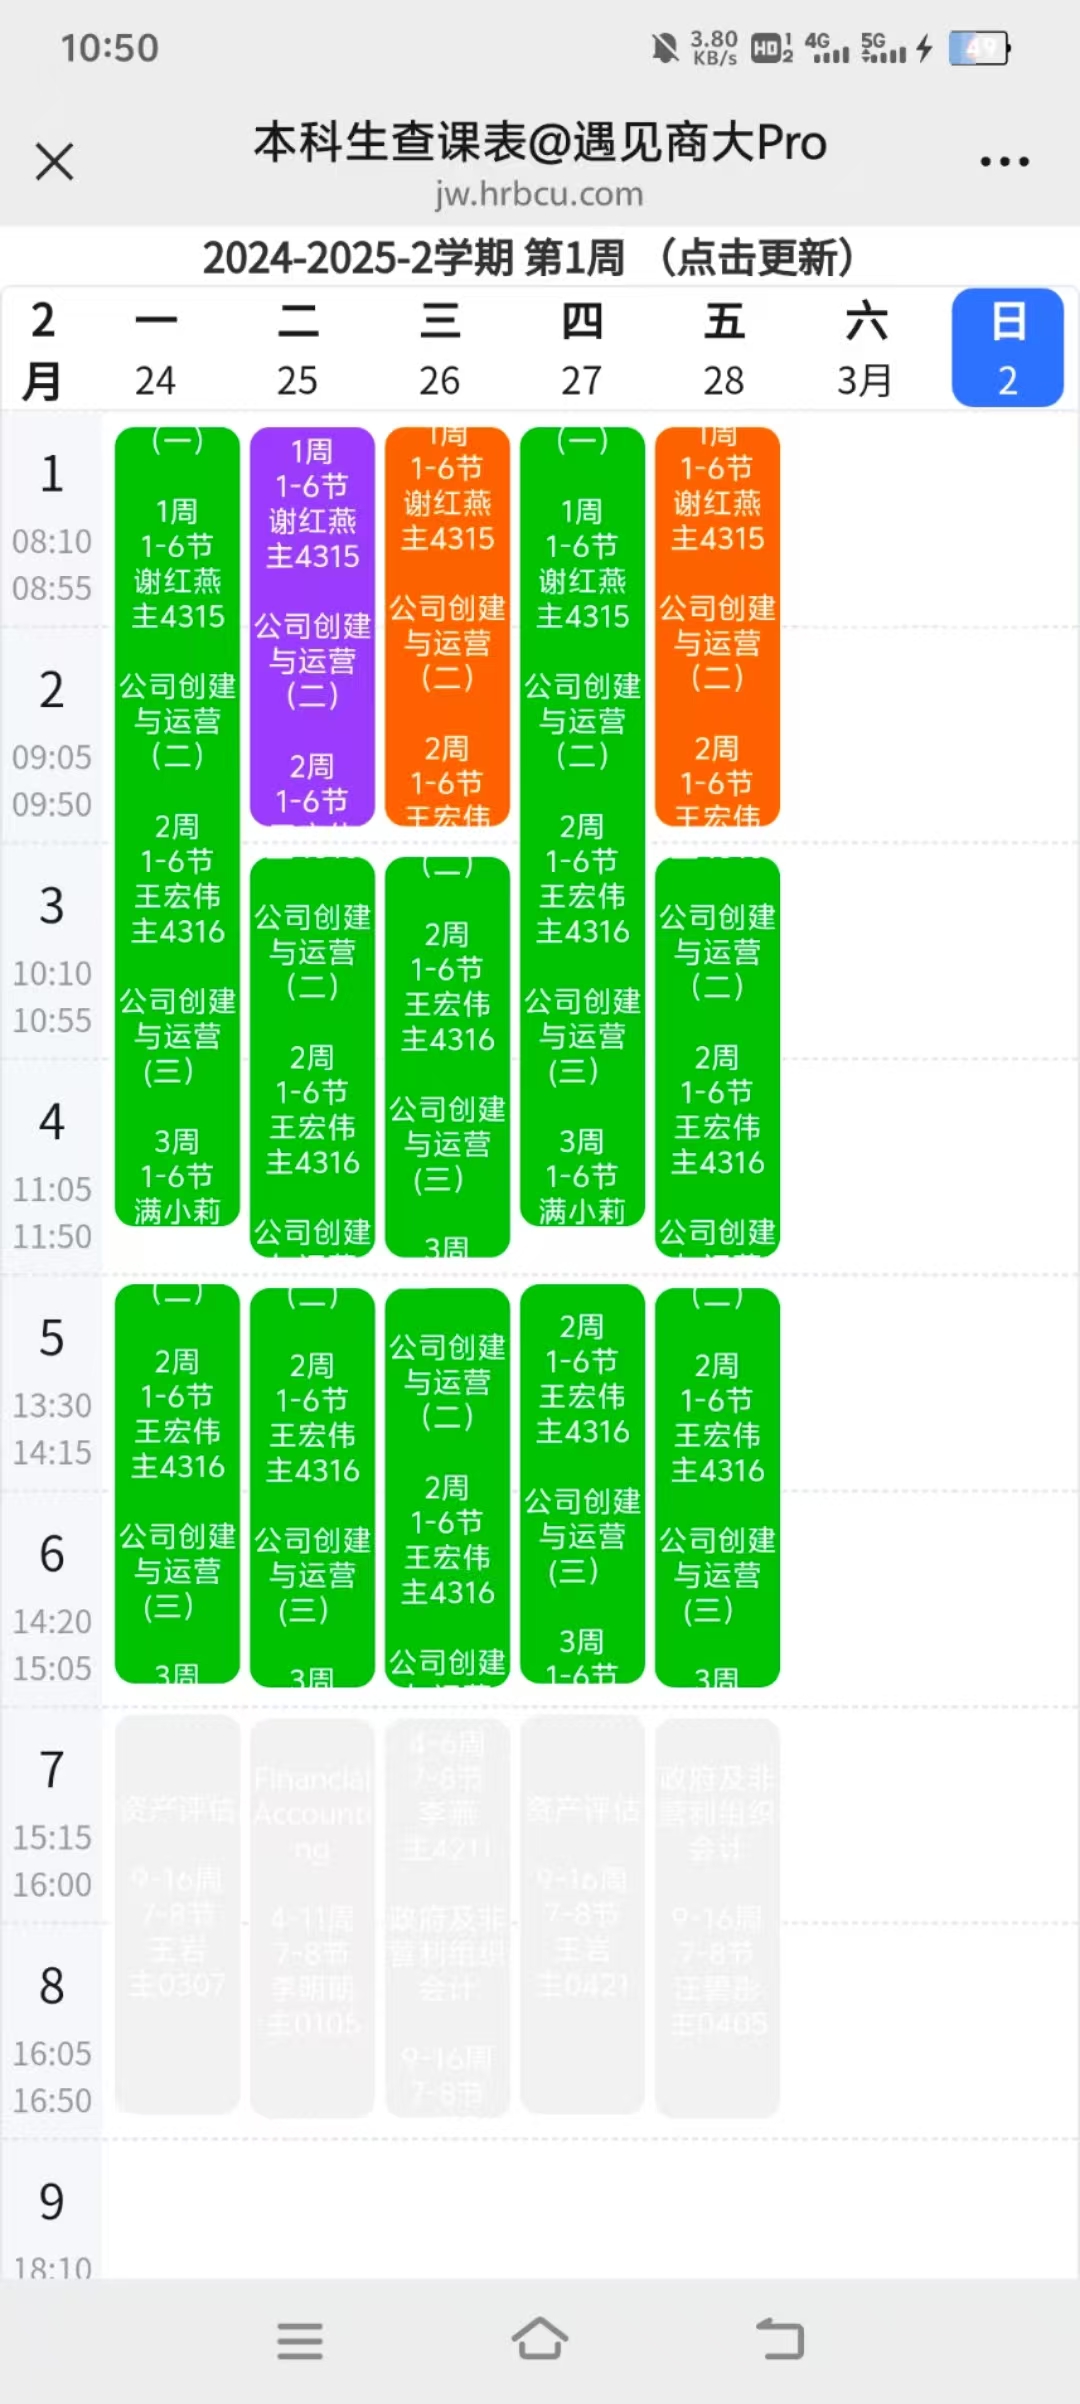 10:50
3.80
KB/s
HD 1 2
4G
5G
49
本科生查课表@遇见商大Pro
jw.hrbcu.com
2024-2025-2学期 第1周 （点击更新）
2
月
一
24
二
25
三
26
四
27
五
28
六
3月
日
2
1
08:10
08:55
2
09:05
09:50
3
10:10
10:55
4
11:05
11:50
(一)
1周
1-6节
谢红燕
主4315
公司创建
与运营
(二)
2周
1-6节
王宏伟
主4316
公司创建
与运营
(三)
3周
1-6节
满小莉
1周
1-6节
谢红燕
主4315
公司创建
与运营
(二)
2周
1-6节
公司创建
与运营
(二)
2周
1-6节
王宏伟
主4316
公司创建
1周
1-6节
谢红燕
主4315
公司创建
与运营
(二)
2周
1-6节
王宏伟
(二)
2周
1-6节
王宏伟
主4316
公司创建
与运营
(三)
3周
(一)
1周
1-6节
谢红燕
主4315
公司创建
与运营
(二)
2周
1-6节
王宏伟
主4316
公司创建
与运营
(三)
3周
1-6节
满小莉
1周
1-6节
谢红燕
主4315
公司创建
与运营
(二)
2周
1-6节
王宏伟
公司创建
与运营
(二)
2周
1-6节
王宏伟
主4316
公司创建
5
13:30
14:15
6
14:20
15:05
(二)
2周
1-6节
王宏伟
主4316
公司创建
与运营
(三)
3周
(二)
2周
1-6节
王宏伟
主4316
公司创建
与运营
(三)
3周
公司创建
与运营
(二)
2周
1-6节
王宏伟
主4316
公司创建
2周
1-6节
王宏伟
主4316
公司创建
与运营
(三)
3周
1-6节
(二)
2周
1-6节
王宏伟
主4316
公司创建
与运营
(三)
3周
7
15:15
16:00
8
16:05
16:50
资产评估
9-16周
7-8节
王岩
主0307
Financial
Accounti
ng
4-11周
7-8节
李明
主0105
4-6周
7-8节
李燕
主4211
政府及非
营利组织
会计
9-16周
7-8节
资产评估
9-16周
7-8节
王岩
主0421
政府及非
营利组织
会计
9-16周
7-8节
主0405
9
18:10